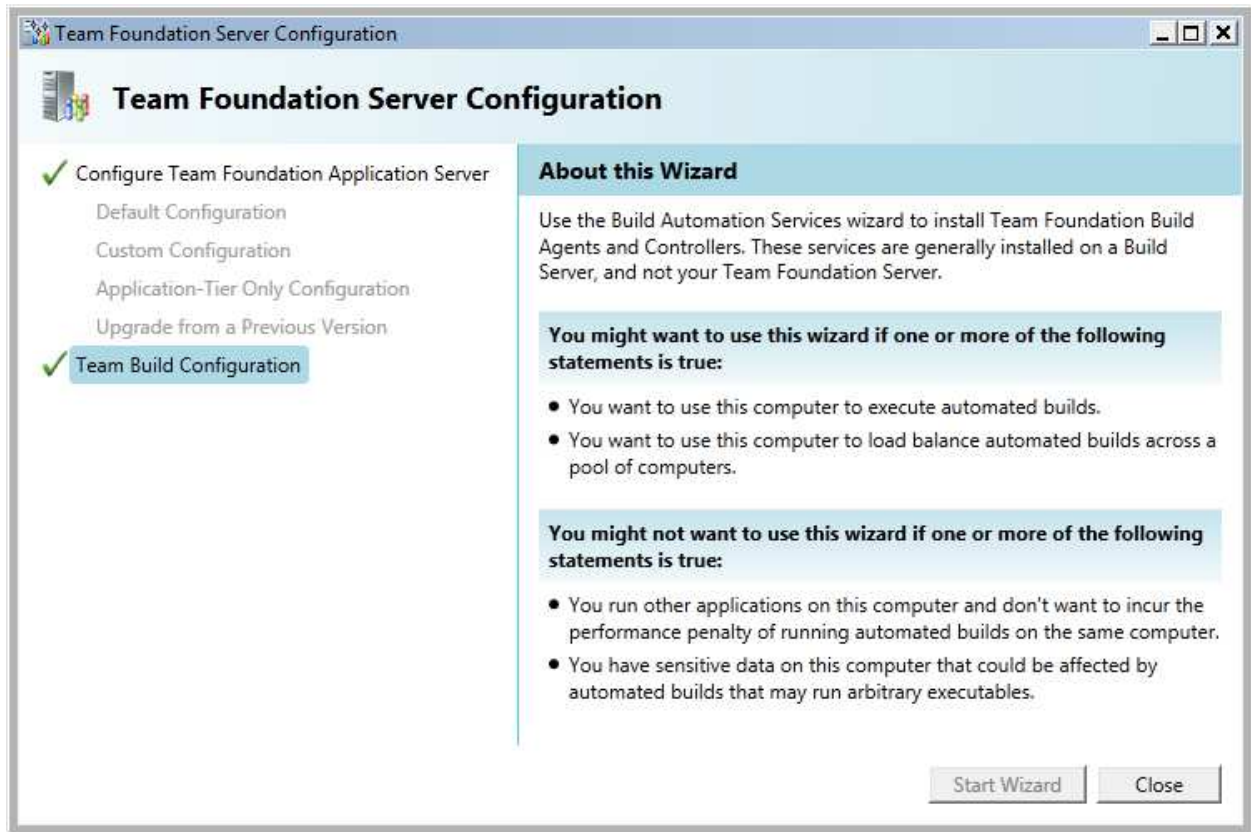 Team Foundation Server Configuration
Team Foundation Server Configuration
Configure Team Foundation Application Server
Default Configuration
Custom Configuration
Application-Tier Only Configuration
Upgrade from a Previous Version
Team Build Configuration
About this Wizard
Use the Build Automation Services wizard to install Team Foundation Build
Agents and Controllers. These services are generally installed on a Build
Server, and not your Team Foundation Server.
You might want to use this wizard if one or more of the following
statements is true:
• You want to use this computer to execute automated builds.
• You want to use this computer to load balance automated builds across a
pool of computers.
You might not want to use this wizard if one or more of the following
statements is true:
• You run other applications on this computer and don't want to incur the
performance penalty of running automated builds on the same computer.
• You have sensitive data on this computer that could be affected by
automated builds that may run arbitrary executables.
Start Wizard
Close